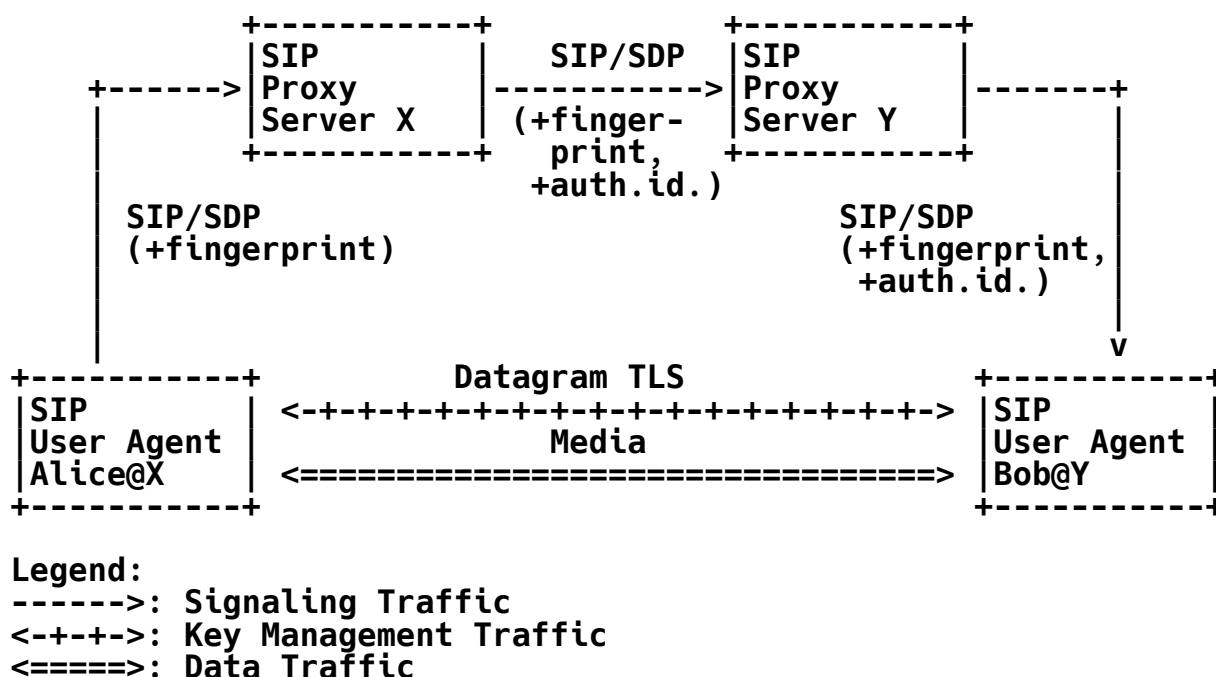 +-----------+             +-----------+
             |SIP        |   SIP/SDP   |SIP        |
     +------>|Proxy      |----------->|Proxy      |-------+
     |       |Server X   | (+finger-   |Server Y   |       |
     |       +-----------+   print,    +-----------+       |
     |                      +auth.id.)                     |
     | SIP/SDP                              SIP/SDP        |
     | (+fingerprint)                       (+fingerprint, |
     |                                       +auth.id.)    |
     |                                                     |
     |                                                     v
+-----------+          Datagram TLS               +-----------+
|SIP        | <-+-+-+-+-+-+-+-+-+-+-+-+-+-+-+-+-> |SIP        |
|User Agent |               Media                 |User Agent |
|Alice@X    | <=================================> |Bob@Y      |
+-----------+                                     +-----------+
Legend:
------>: Signaling Traffic
<-+-+->: Key Management Traffic
<=====>: Data Traffic